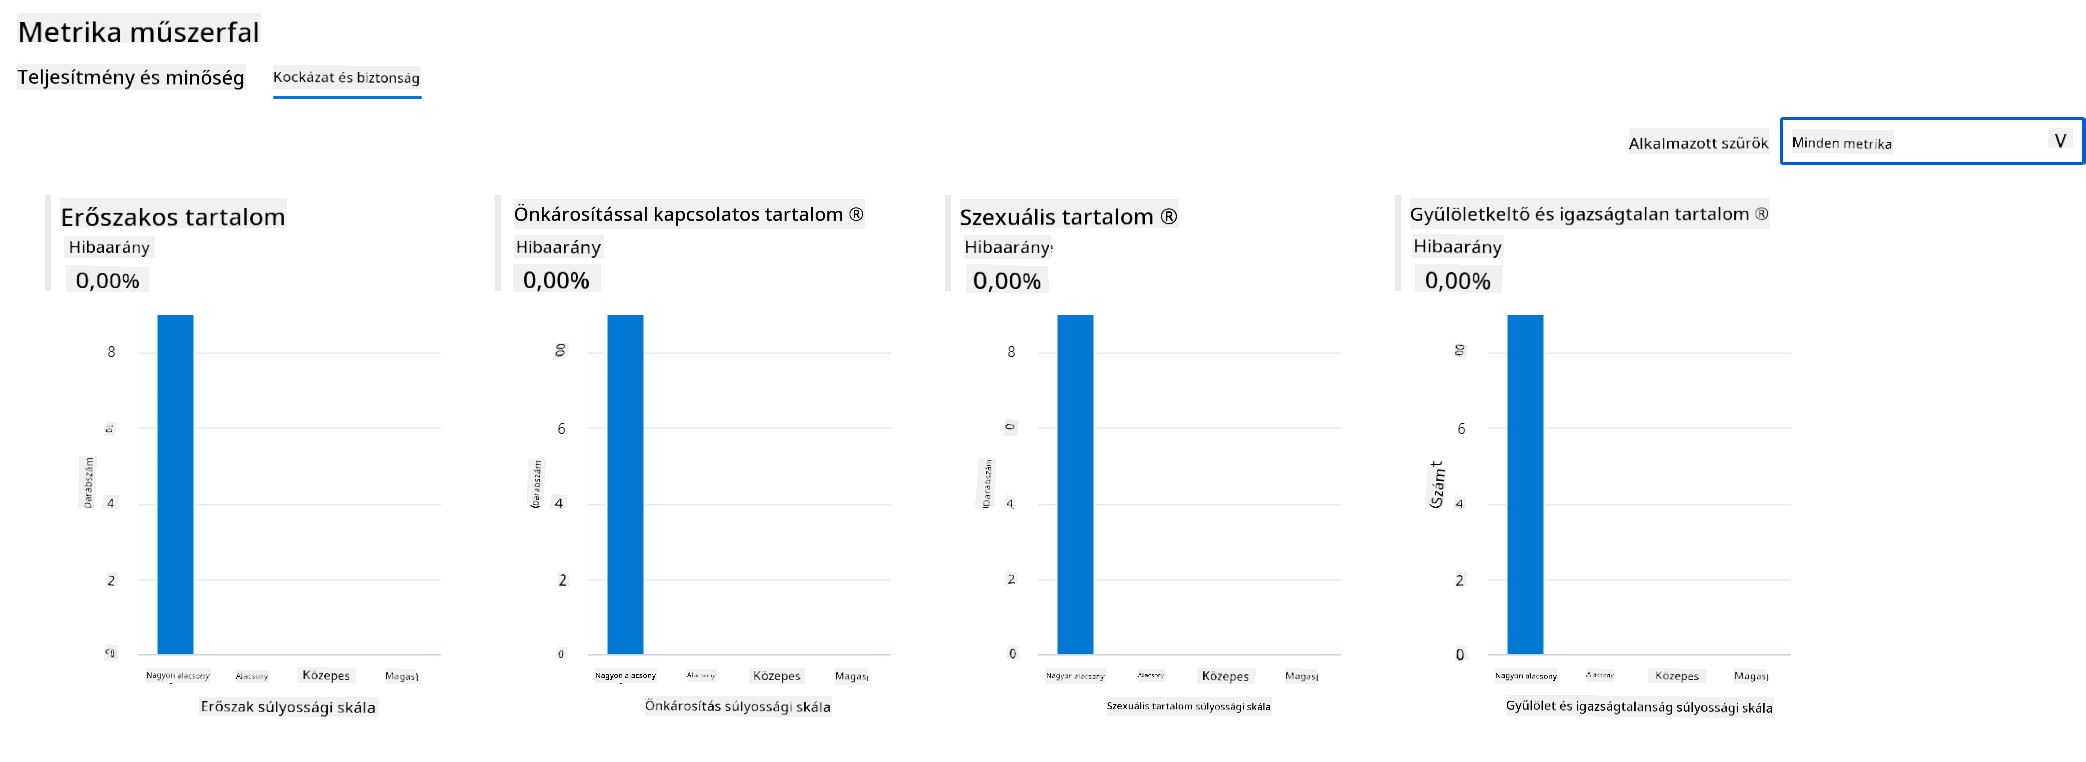 Metrika műszerfal
Teljesítmény és minőség
Kockázat és biztonság
Alkalmazott szűrők
Minden metrika
V
Erőszakos tartalom
Hibaarány
0,00%
8
4
2
Darabszám
Nagyon alacsony
Alacsony
Közepes
Magas
Erőszak súlyossági skála
Önkárosítással kapcsolatos tartalom ®
Hibaarány
0,00%
6
4
2
0
Darabszám
Nagyon alacsony
Alacsony
Közepes
Magas
Önkárosítás súlyossági skála
Szexuális tartalom ®
Hibaarány
0,00%
8
0
4
2
0
Darabszám
Nagyon alacsony
Alacsony
Közepes
Magas
Szexuális tartalom súlyossági skála
Gyűlöletkeltő és igazságtalan tartalom ®
Hibaarány
0,00%
6
4
2
0
(Számt
Nagyon alacsony
Alacsony
Közepes
Magas
Gyűlölet és igazságtalanság súlyossági skála